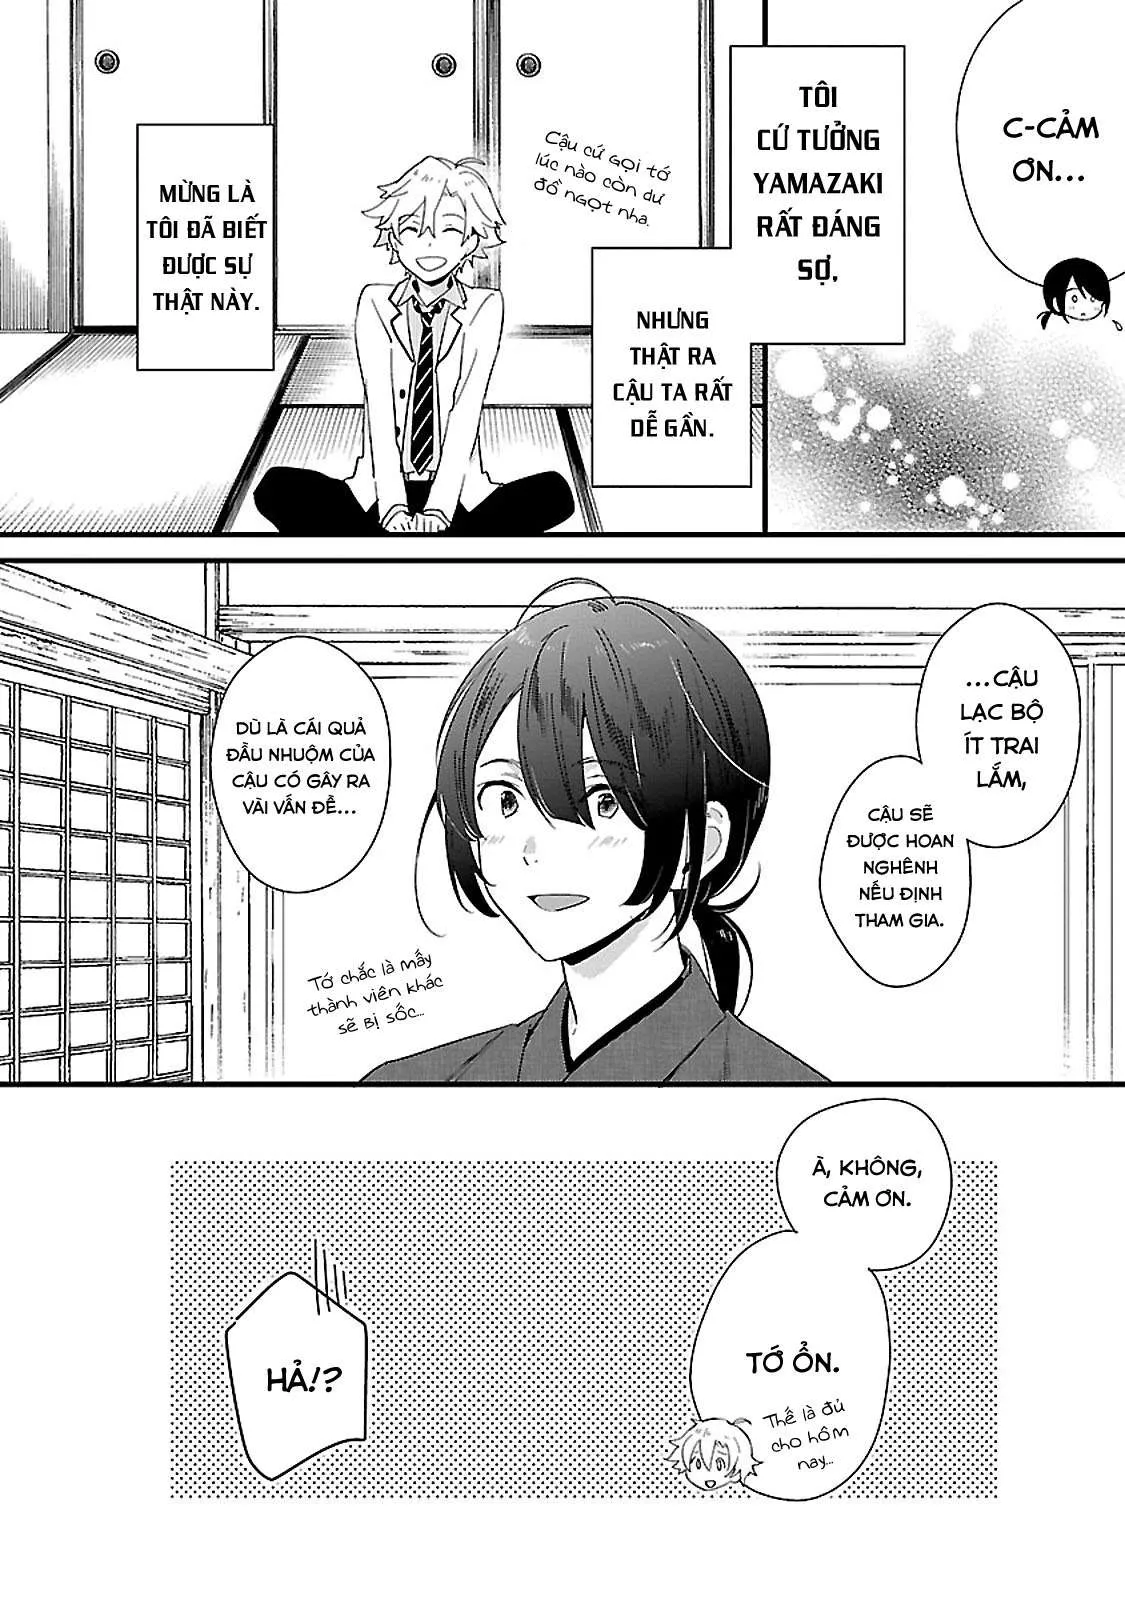 C-CẢM
ƠN...
TÔI
CỨ TƯỞNG
YAMAZAKI
RẤT ĐÁNG
SỢ,
NHƯNG
THẬT RA
CẬU TA RẤT
DỄ GẦN.
Cậu cứ gọi tớ
lúc nào còn dư
đồ ngọt nha.
MỪNG LÀ
TÔI ĐÃ BIẾT
ĐƯỢC SỰ
THẬT NÀY.
...CẬU
LẠC BỘ
ÍT TRAI
LẮM,
CẬU SẼ
ĐƯỢC HOAN
NGHÊNH
NẾU ĐỊNH
THAM GIA.
DÙ LÀ CÁI QUẢ
ĐẦU NHUỘM CỦA
CẬU CÓ GÂY RA
VÀI VẤN ĐỀ...
Tớ chắc là mấy
thành viên khác
sẽ bị sốc...
À, KHÔNG,
CẢM ƠN.
TỚ ỔN.
Thế là đủ
cho hôm
nay...
HẢ!?